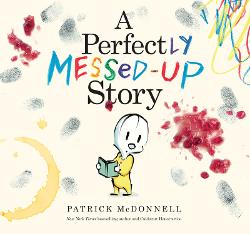 A
PerfectLY
MESSED-UP
Story
PATRICK McDONNELL
New York Times bestselling author and Caldecott Honoree